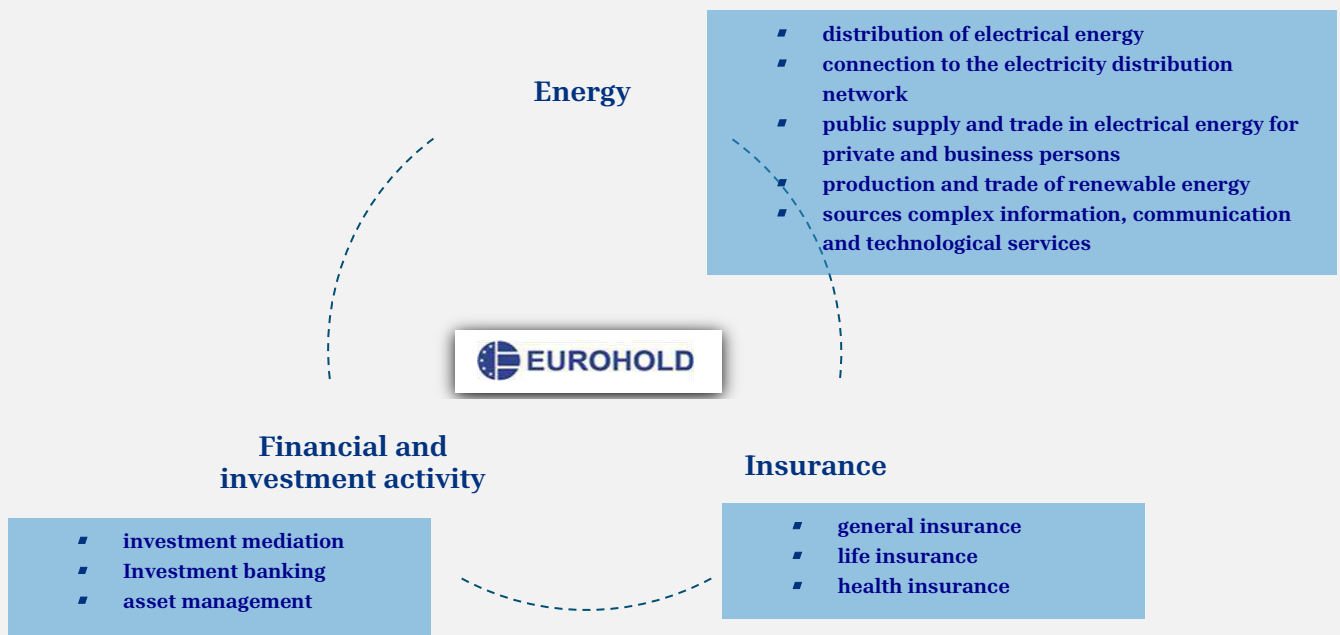 Energy
▪ distribution of electrical energy
▪ connection to the electricity distribution
network
▪ public supply and trade in electrical energy for
private and business persons
▪ production and trade of renewable energy
▪ sources complex information, communication
and technological services
EUROHOLD
Financial and
investment activity
▪ investment mediation
▪ Investment banking
▪ asset management
Insurance
▪ general insurance
▪ life insurance
▪ health insurance